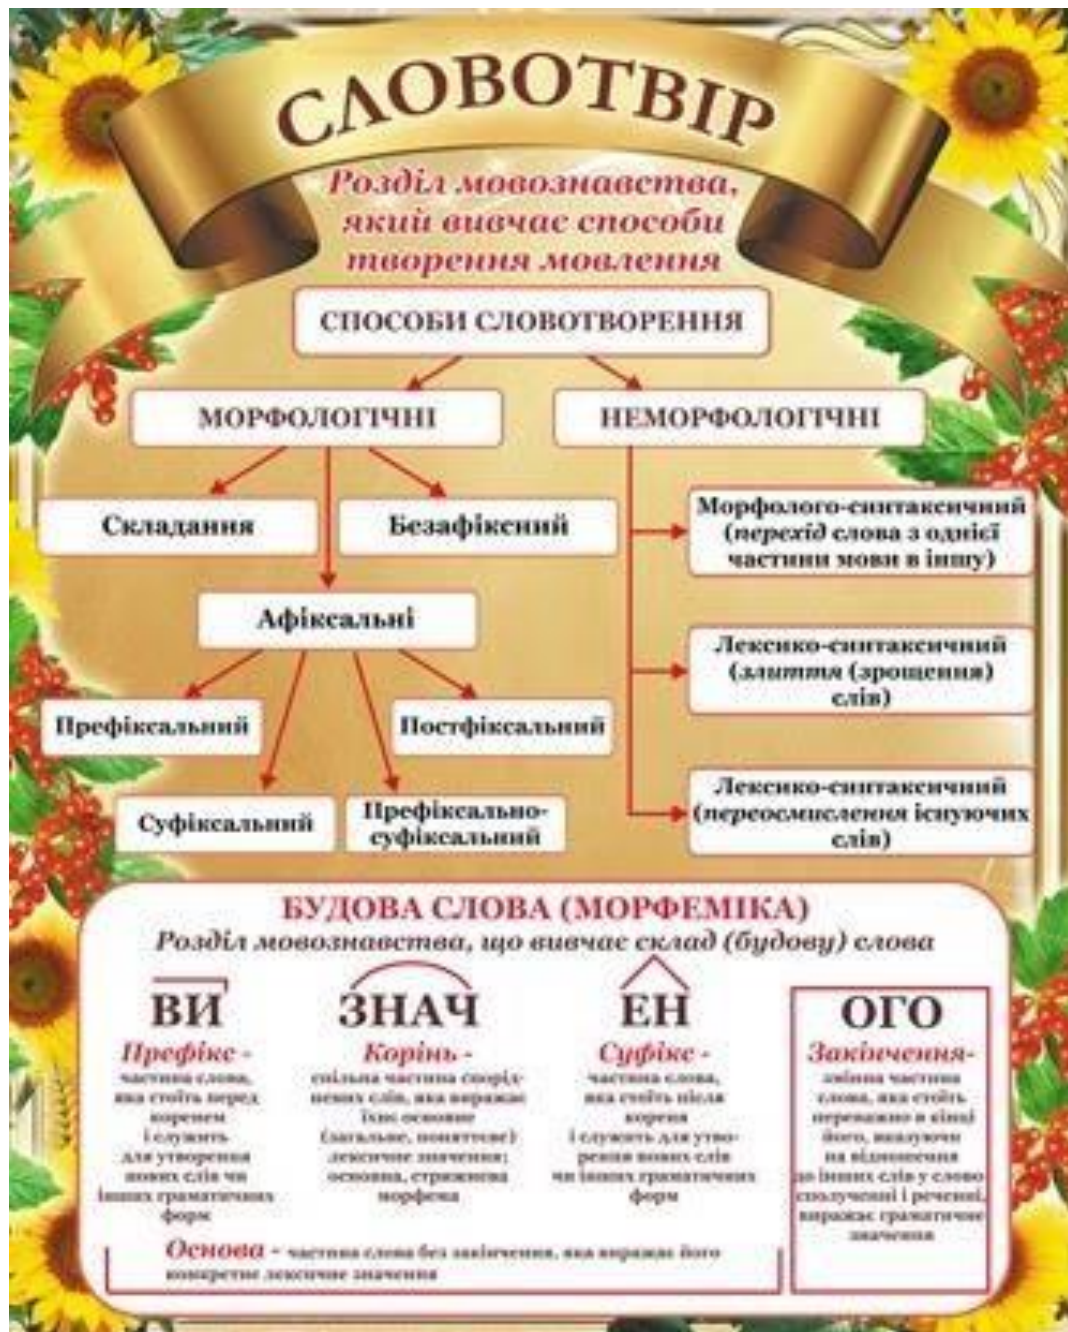 СЛОВОТВІР
Розділ мовознавства,
який вивчає способи
творення мовлення
СПОСОБИ СЛОВОТВОРЕННЯ
МОРФОЛОГІЧНІ
НЕМОРФОЛОГІЧНІ
Складання
Безафіксний
Афіксальні
Префіксальний
Постфіксальний
Суфіксальний
Префіксально-
суфіксальний
Морфолого-синтаксичний
(перехід слова з однієї
частини мови в іншу)
Лексико-синтаксичний
(злиття (зрощення)
слів)
Лексико-синтаксичний
(переосмислення існуючих
слів)
БУДОВА СЛОВА (МОРФЕМІКА)
Розділ мовознавства, що вивчає склад (будову) слова
ВИ
Префікс -
частина слова,
яка стоїть перед
коренем
і служить
для утворення
нових слів чи
інших граматичних
форм
ЗНАЧ
Корінь -
спільна частина спорід-
нених слів, яка виражає
їхнє основне
(загальне, поняттєве)
лексичне значення;
основна, стрижнева
морфема
ЕН
Суфікс -
частина слова,
яка стоїть після
кореня
і служить для утво-
рення нових слів
чи інших граматичних
форм
ОГО
Закінчення-
змінна частина
слова, яка стоїть
переважно в кінці
його, вказуючи
на відношення
до інших слів у слово
сполученні і реченні,
виражає граматичне
значення
Основа - частина слова без закінчення, яка виражає його
конкретне лексичне значення